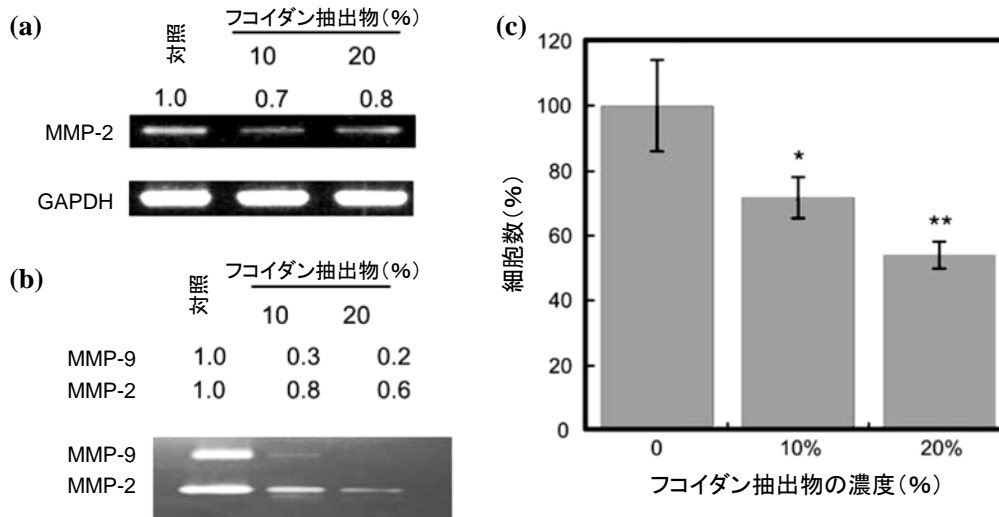 (a)
対照
フコイダン抽出物(%)
10 20
1.0 0.7 0.8
MMP-2
GAPDH
(b)
対照
フコイダン抽出物(%)
10 20
MMP-9 1.0 0.3 0.2
MMP-2 1.0 0.8 0.6
MMP-9
MMP-2
(c)
細胞数(%)
120
100
80
60
40
20
0
*
**
0 10% 20%
フコイダン抽出物の濃度(%)